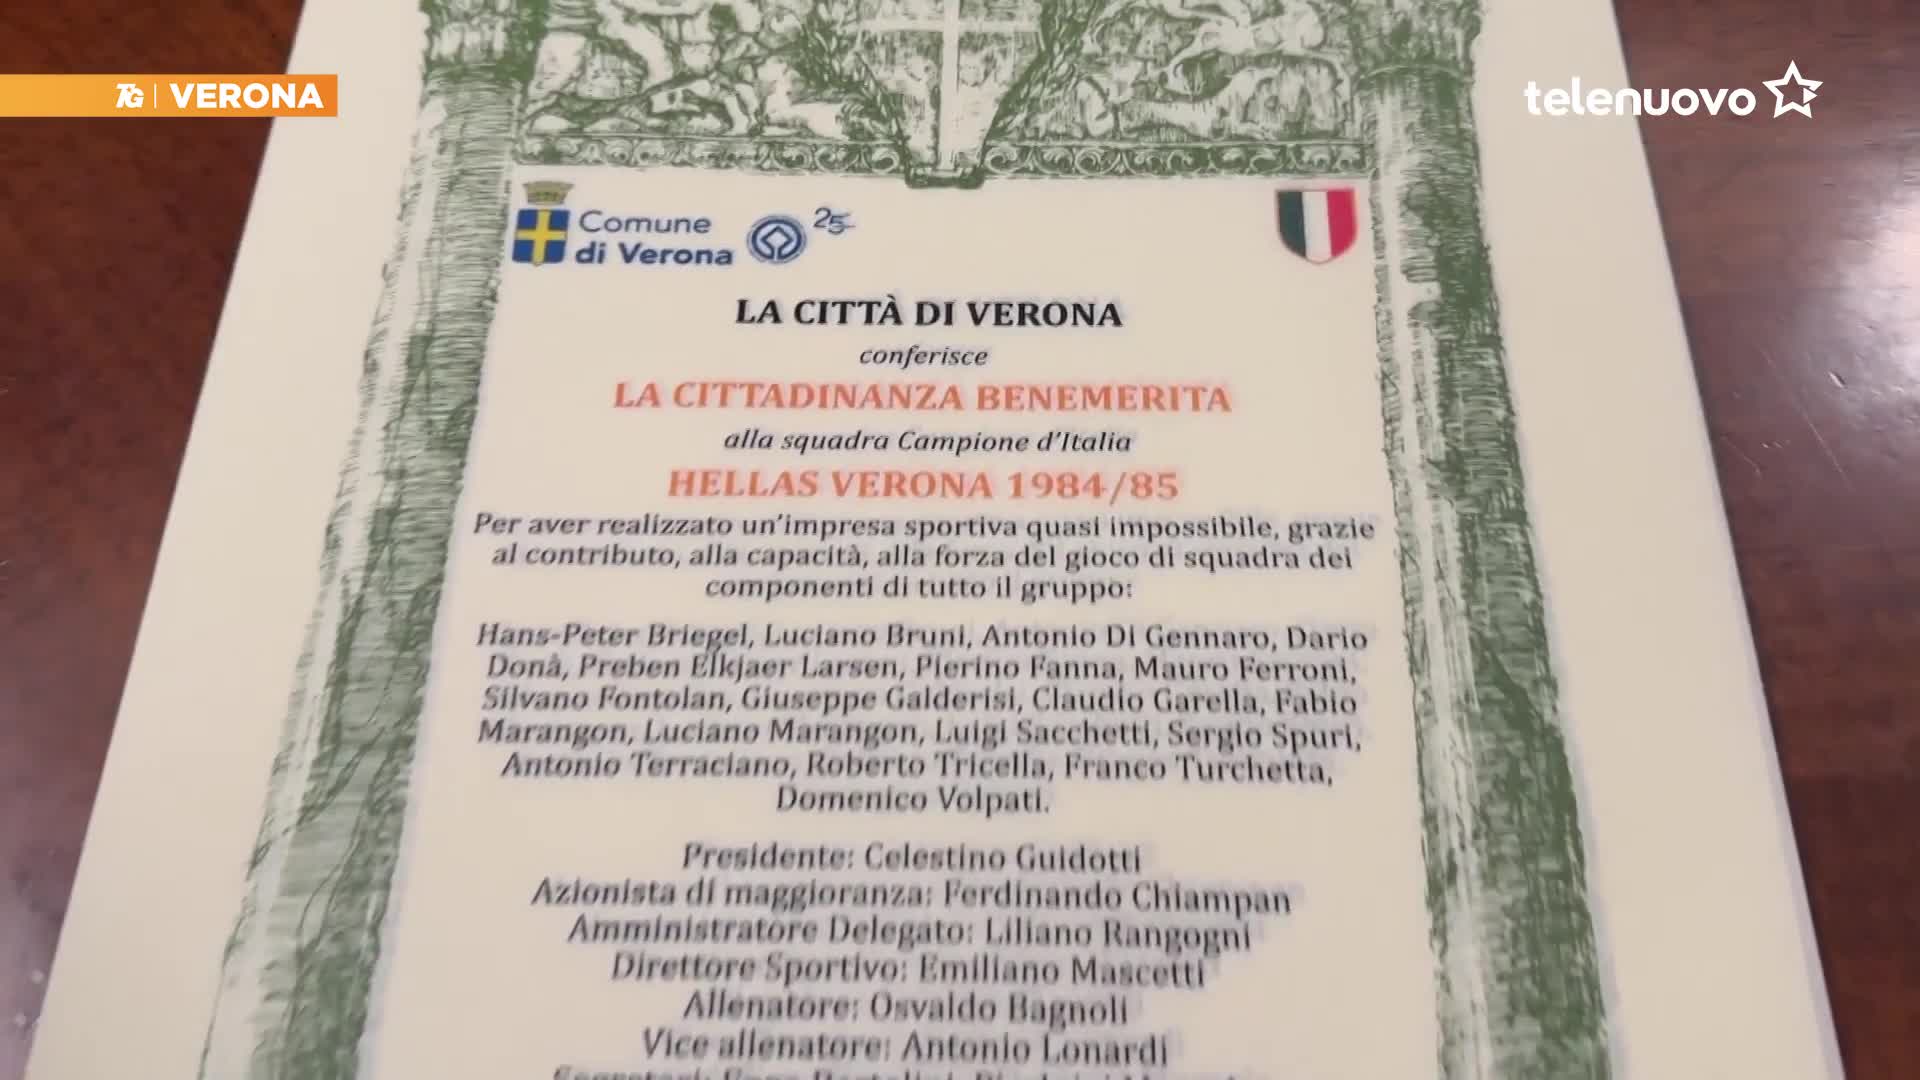 TG VERONA
telenuovo
Comune
di Verona
25
LA CITTÀ DI VERONA
conferisce
LA CITTADINANZA BENEMERITA
alla squadra Campione d'Italia
HELLAS VERONA 1984/85
Per aver realizzato un'impresa sportiva quasi impossibile, grazie
al contributo, alla capacità, alla forza del gioco di squadra dei
componenti di tutto il gruppo:
Hans-Peter Briegel, Luciano Bruni, Antonio Di Gennaro, Dario
Donà, Preben Elkjaer Larsen, Pierino Fanna, Mauro Ferroni,
Silvano Fontolan, Giuseppe Galderisi, Claudio Garella, Fabio
Marangon, Luciano Marangon, Luigi Sacchetti, Sergio Spuri,
Antonio Terraciano, Roberto Tricella, Franco Turchetta,
Domenico Volpati.
Presidente: Celestino Guidotti
Azionista di maggioranza: Ferdinando Chiampan
Amministratore Delegato: Liliano Rangogni
Direttore Sportivo: Emiliano Mascetti
Allenatore: Osvaldo Bagnoli
Vice allenatore: Antonio Lonardi